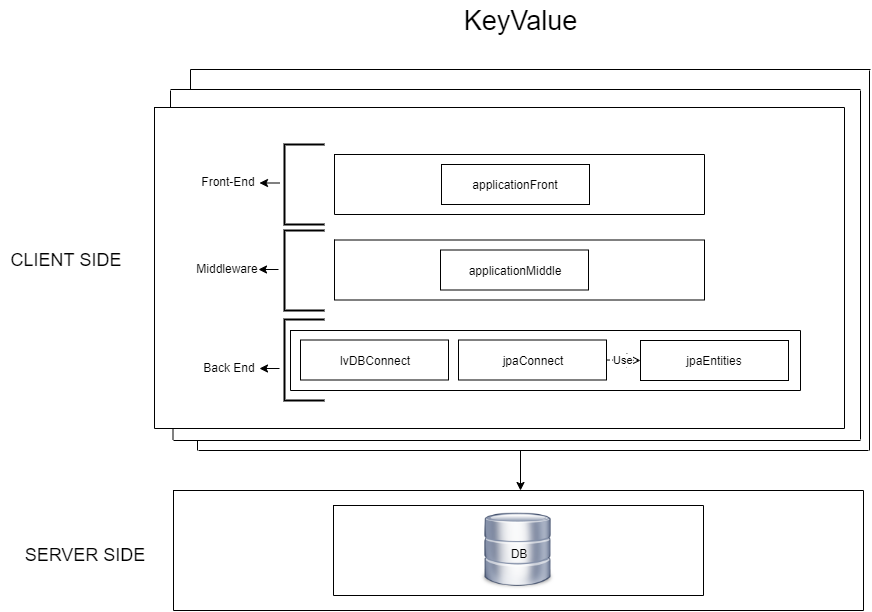 KeyValue
Front-End
applicationFront
CLIENT SIDE
Middleware
applicationMiddle
Back End
lvDBConnect
jpaConnect
Use
jpaEntities
SERVER SIDE
DB